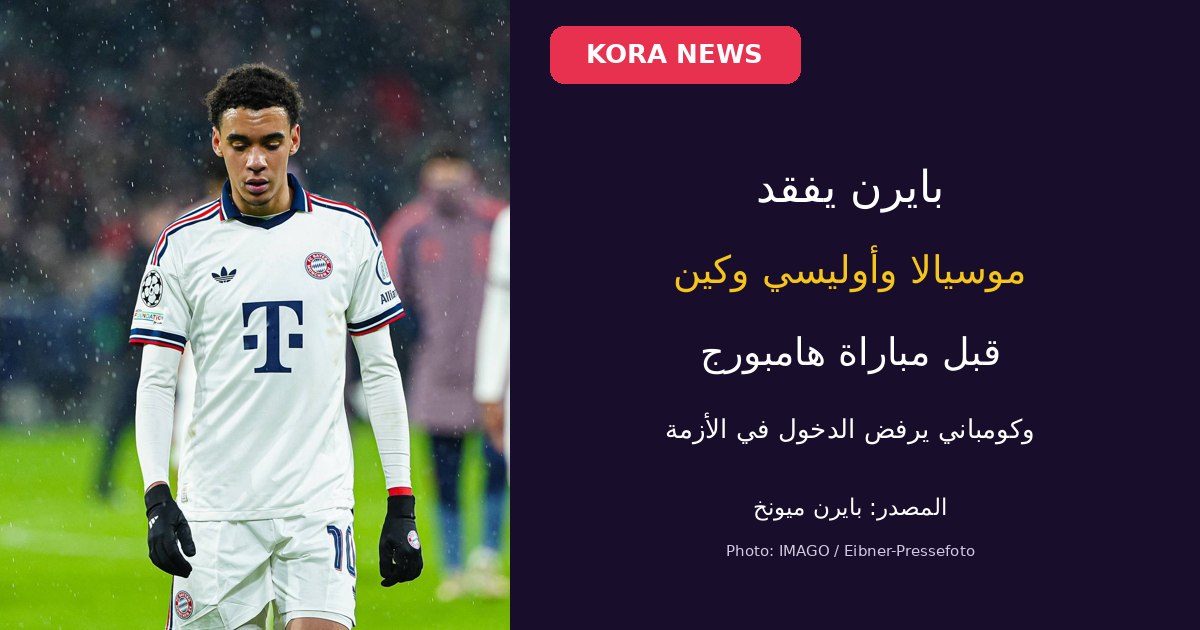 KORA NEWS
بايرن يفقد
موسيالا وأوليسي وكين
قبل مباراة هامبورج
وكومباني يرفض الدخول في الأزمة
المصدر: بايرن ميونخ
Photo: IMAGO / Eibner-Pressefoto
T
10